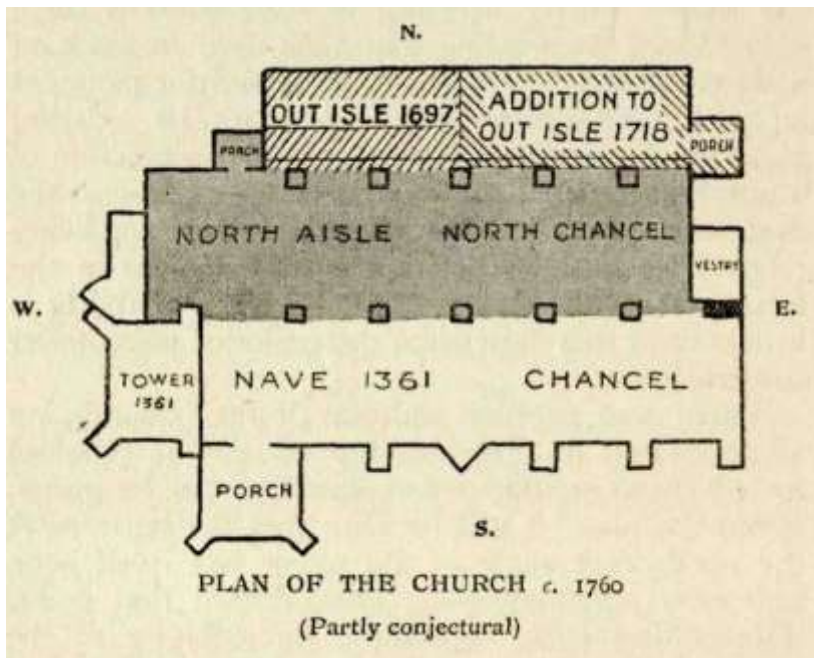 N.
OUT ISLE 1697
ADDITION TO
OUT ISLE 1718
PORCH
PORCH
NORTH AISLE
NORTH CHANCEL
VESTRY
W.
E.
TOWER
1361
NAVE 1361
CHANCEL
PORCH
S.
PLAN OF THE CHURCH c. 1760
(Partly conjectural)